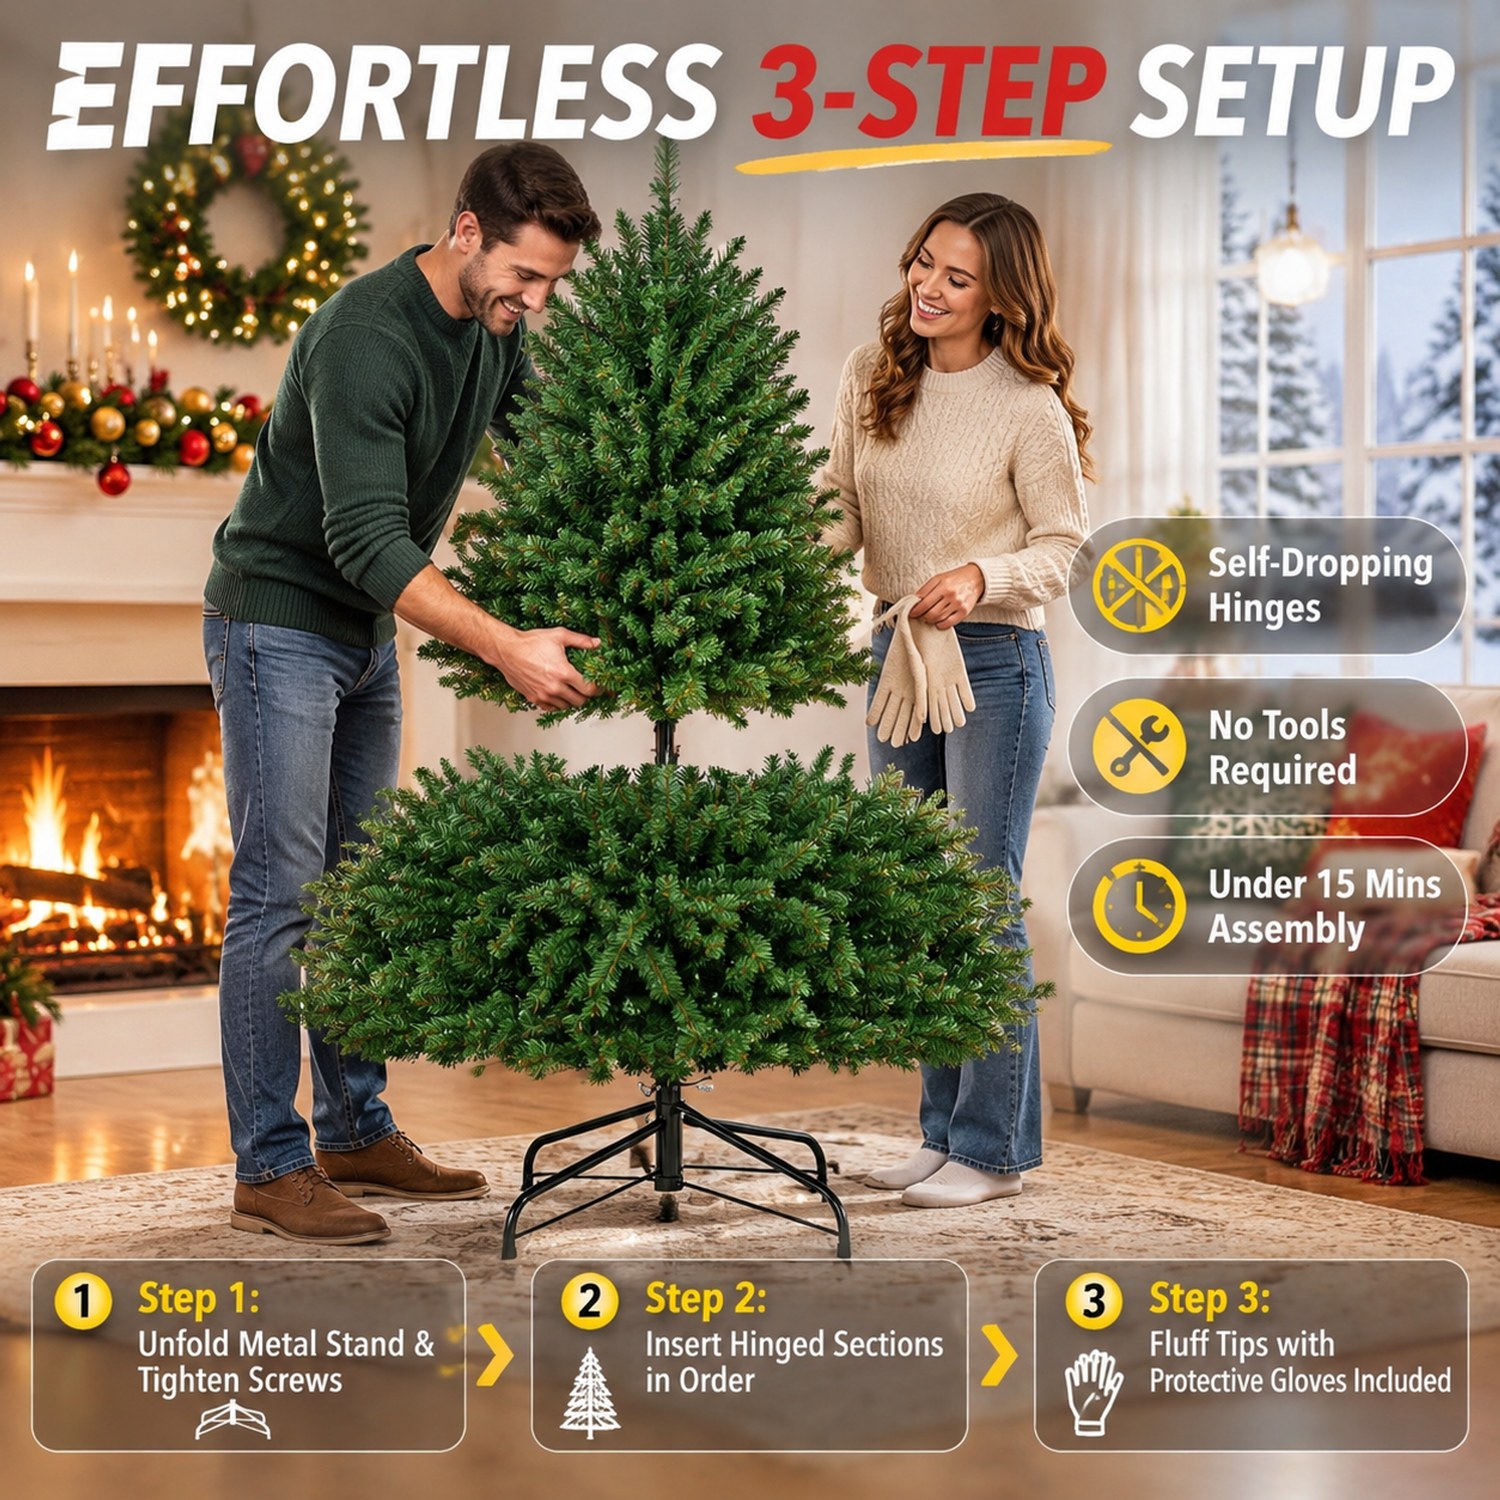 EFFORTLESS 3-STEP SETUP
Self-Dropping
Hinges
No Tools
Required
Under 15 Mins
Assembly
1 Step 1:
Unfold Metal Stand &
Tighten Screws
2 Step 2:
Insert Hinged Sections
in Order
3 Step 3:
Fluff Tips with
Protective Gloves Included